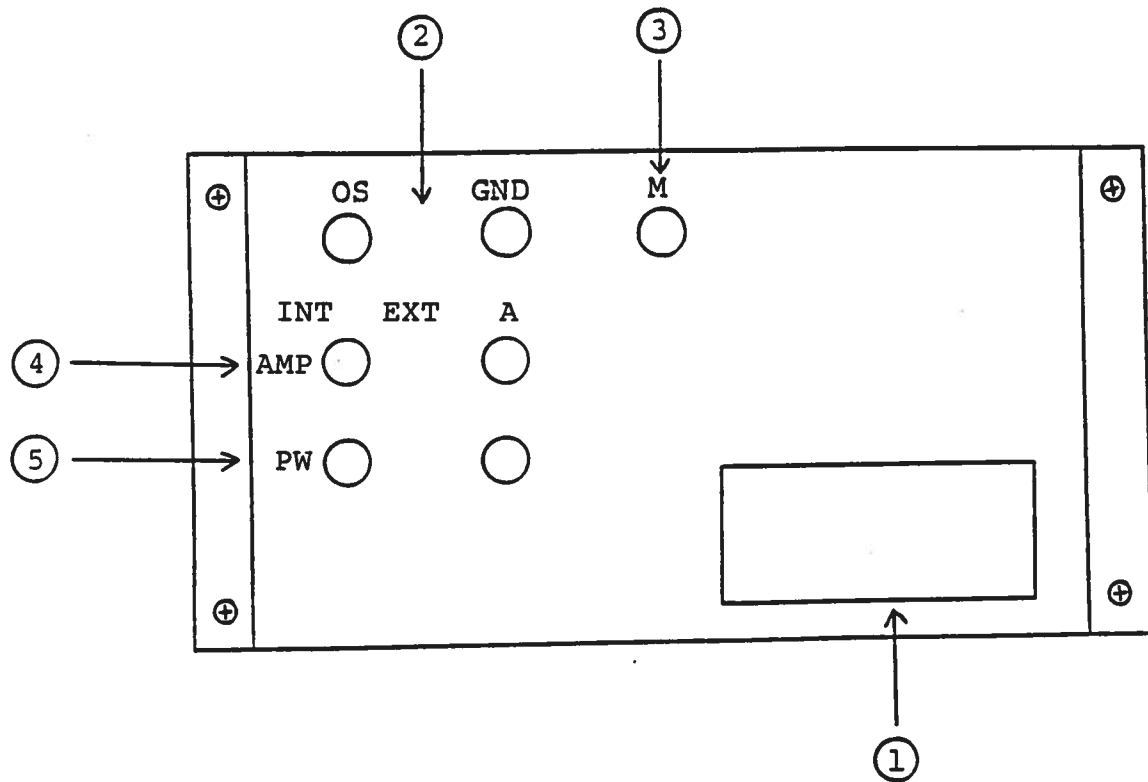 ② ③
OS GND M
INT EXT A
④ AMP
⑤ PW
①